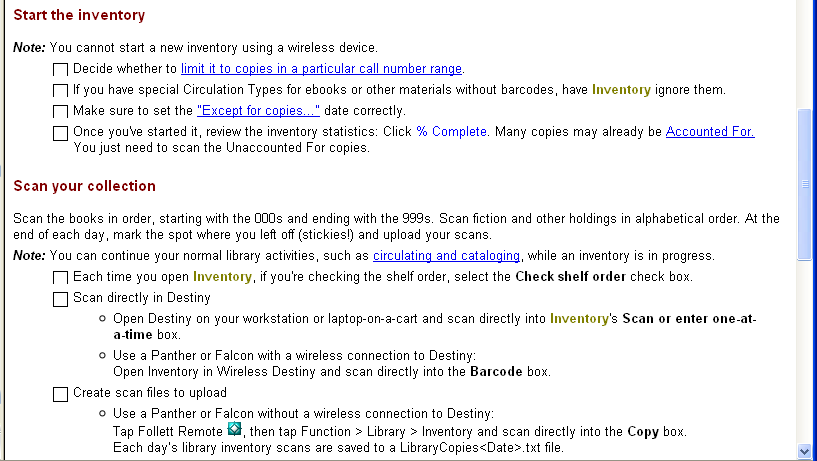 Start the inventory
Note: You cannot start a new inventory using a wireless device.
Decide whether to limit it to copies in a particular call number range.
If you have special Circulation Types for ebooks or other materials without barcodes, have Inventory ignore them.
Make sure to set the "Except for copies..." date correctly.
Once you've started it, review the inventory statistics: Click % Complete. Many copies may already be Accounted For.
You just need to scan the Unaccounted For copies.
Scan your collection
Scan the books in order, starting with the 000s and ending with the 999s. Scan fiction and other holdings in alphabetical order. At the
end of each day, mark the spot where you left off (stickies!) and upload your scans.
Note: You can continue your normal library activities, such as circulating and cataloging, while an inventory is in progress.
Each time you open Inventory, if you're checking the shelf order, select the Check shelf order check box.
Scan directly in Destiny
Open Destiny on your workstation or laptop-on-a-cart and scan directly into Inventory's Scan or enter one-at-
a-time box.
Use a Panther or Falcon with a wireless connection to Destiny:
Open Inventory in Wireless Destiny and scan directly into the Barcode box.
Create scan files to upload
Use a Panther or Falcon without a wireless connection to Destiny:
Tap Follett Remote , then tap Function > Library > Inventory and scan directly into the Copy box.
Each day's library inventory scans are saved to a LibraryCopies<Date>.txt file.